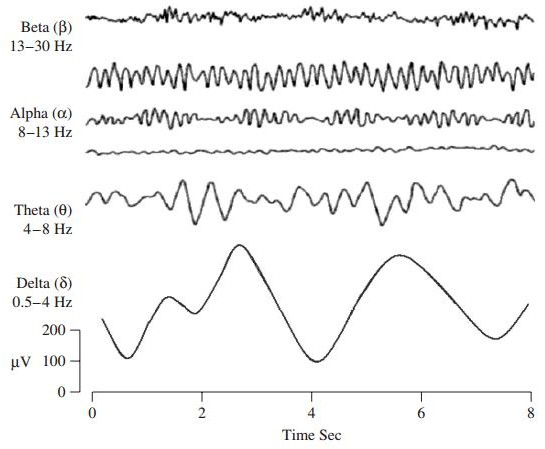 Beta (β)
13–30 Hz
Alpha (α)
8–13 Hz
Theta (θ)
4–8 Hz
Delta (δ)
0.5–4 Hz
200
μV 100
0
0 2 4 6 8
Time Sec